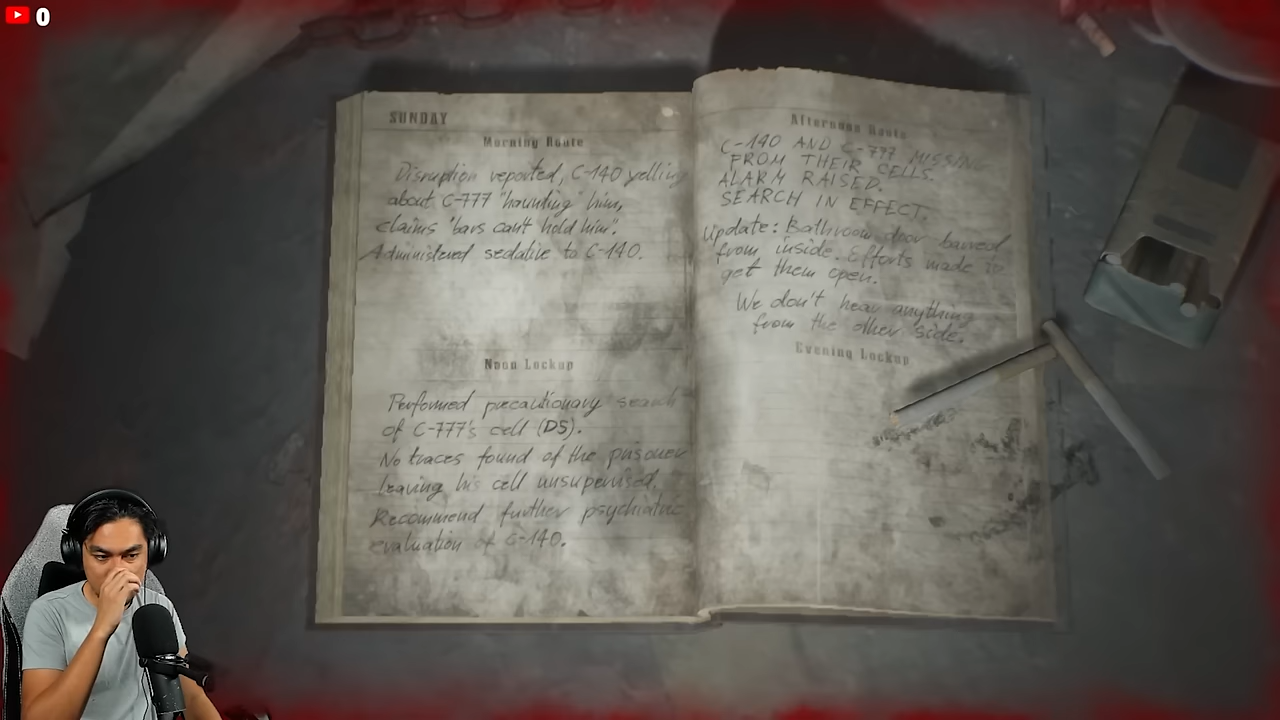 0
SUNDAY
Morning Route
Disruption reported, C-140 yelling
about C-777 "haunting" him,
claims "bars can't hold him".
Administered sedative to C-140.
Noon Lockup
Performed precautionary search
of C-777's cell (D5).
No traces found of the prisoner
leaving his cell unsupervised.
Recommend further psychiatric
evaluation of C-140.
Afternoon Route
C-140 AND C-777 MISSING
FROM THEIR CELLS.
ALARM RAISED.
SEARCH IN EFFECT.
Update: Bathroom door barred
from inside. Efforts made to
get them open.
We don't hear anything
from the other side.
Evening Lockup